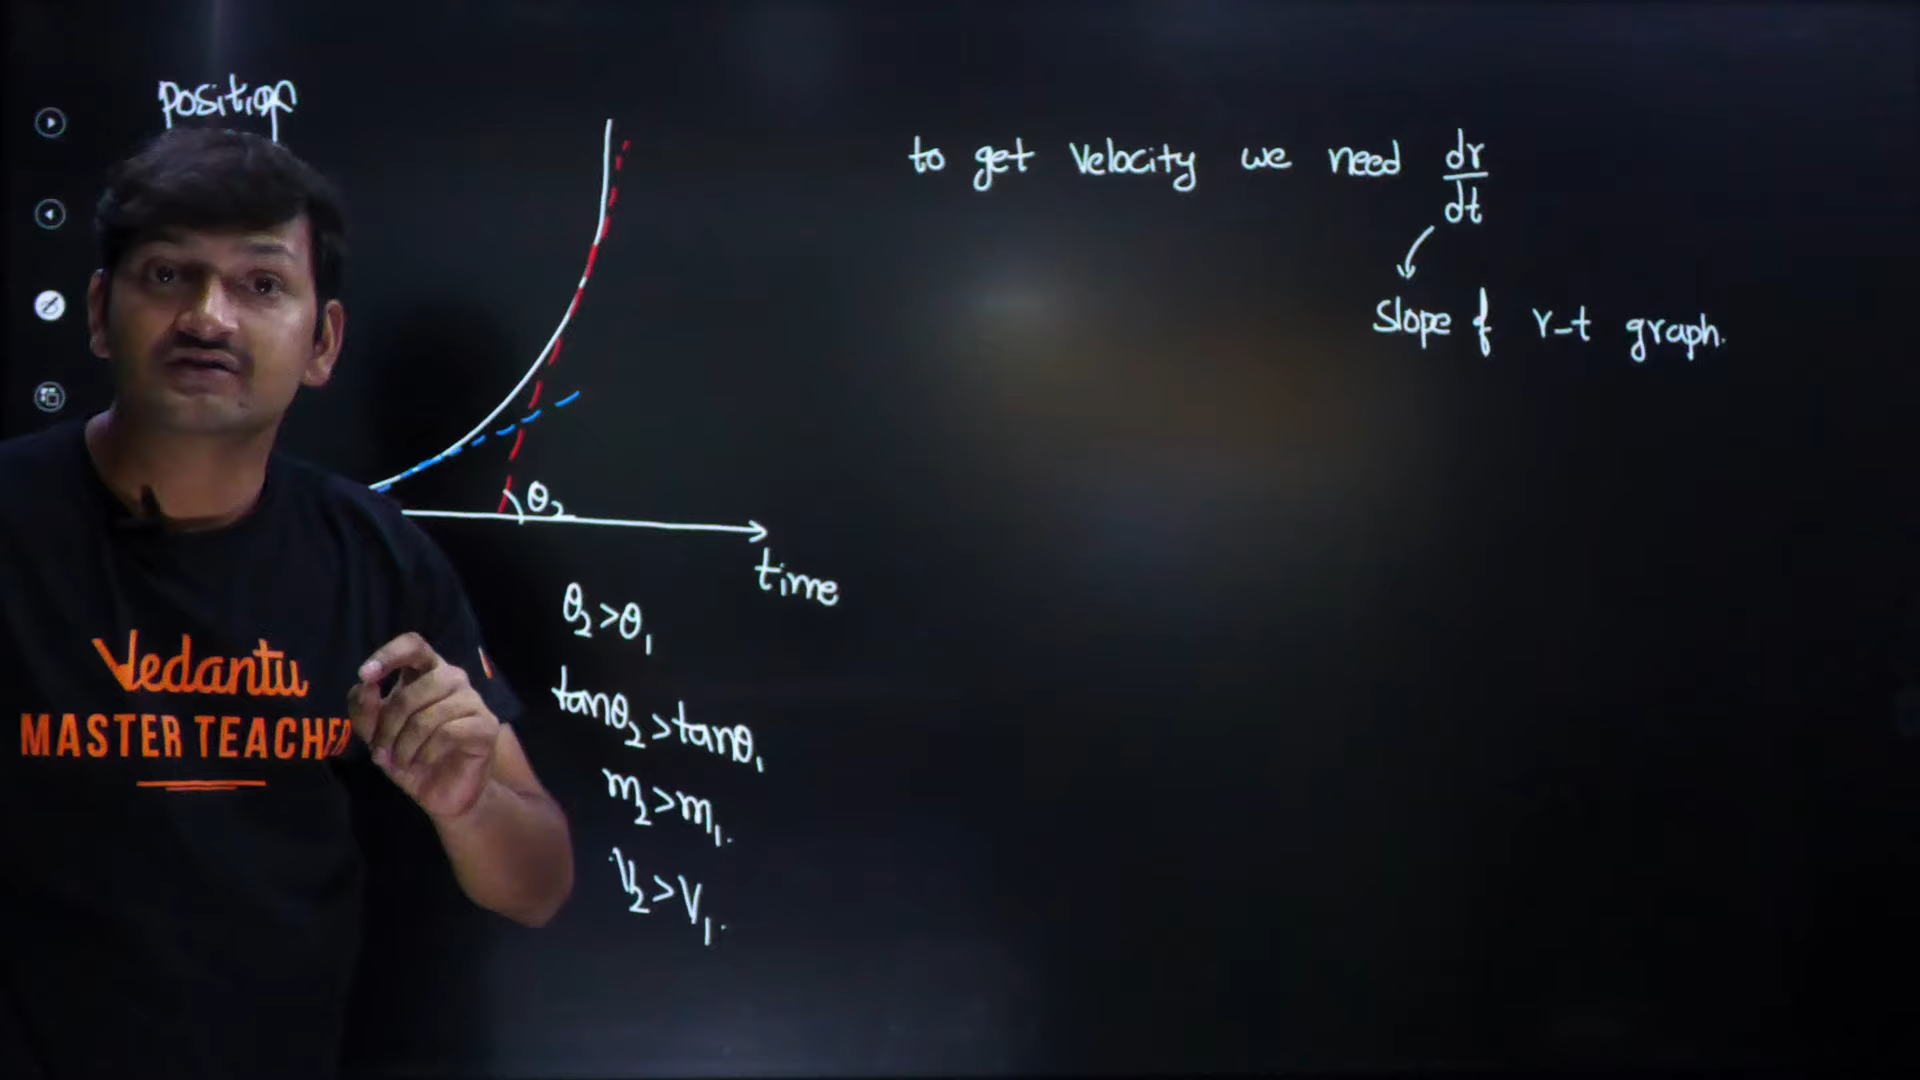 position
to get Velocity we need dr/dt
Slope of r-t graph.
θ2
time
θ2 > θ1
tanθ2 > tanθ1
m2 > m1.
V2 > V1.
Vedantu
MASTER TEACHER